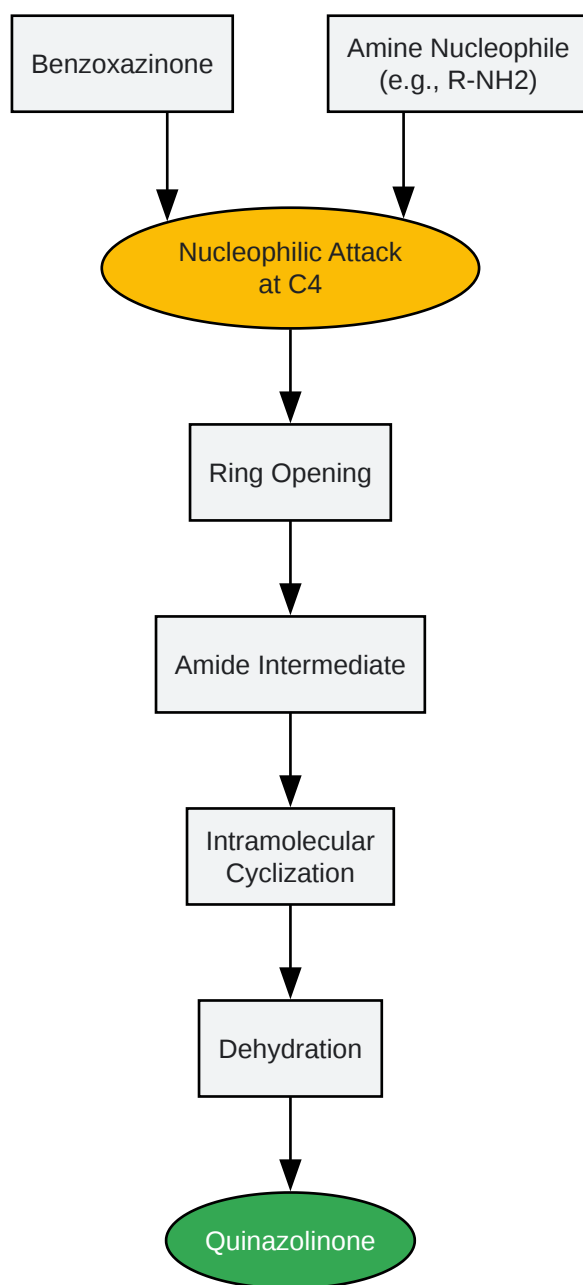 Benzoxazinone
Amine Nucleophile
(e.g., R-NH2)
Nucleophilic Attack
at C4
Ring Opening
Amide Intermediate
Intramolecular
Cyclization
Dehydration
Quinazolinone